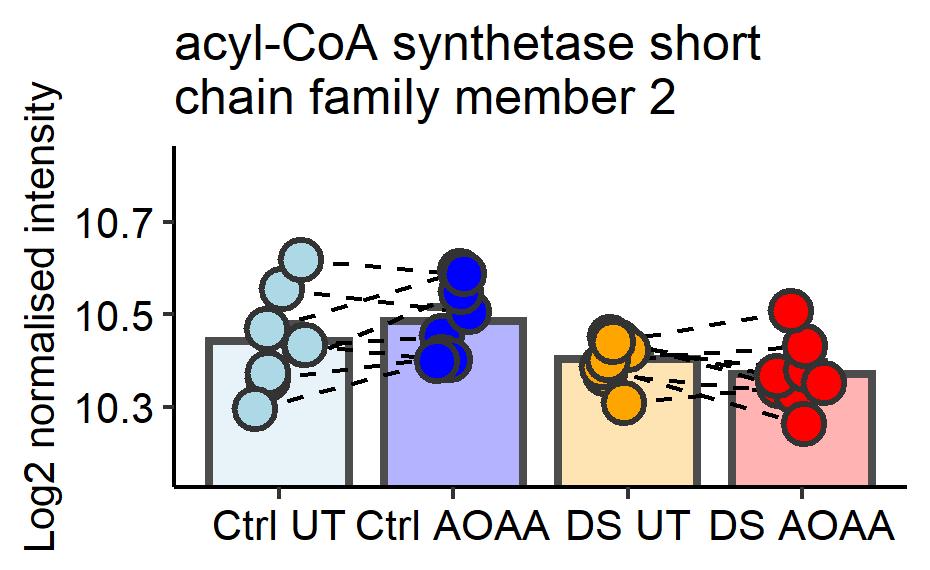 acyl-CoA synthetase short
chain family member 2
Log2 normalised intensity
10.7
10.5
10.3
Ctrl UT Ctrl AOAA DS UT DS AOAA